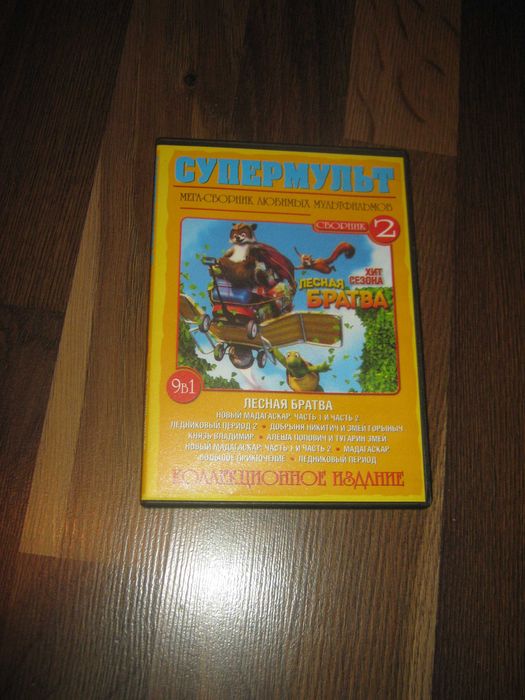 СУПЕРМУЛЬТ
МЕГА-СБОРНИК ЛЮБИМЫХ МУЛЬТФИЛЬМОВ
СБОРНИК 2
ХИТ
СЕЗОНА
ЛЕСНАЯ
БРАТВА
9В1
ЛЕСНАЯ БРАТВА
НОВЫЙ МАДАГАСКАР: ЧАСТЬ 1 И ЧАСТЬ 2
ЛЕДНИКОВЫЙ ПЕРИОД 2 • ДОБРЫНЯ НИКИТИЧ И ЗМЕЙ ГОРЫНЫЧ
КНЯЗЬ ВЛАДИМИР • АЛЕША ПОПОВИЧ И ТУГАРИН ЗМЕЙ
НОВЫЙ МАДАГАСКАР: ЧАСТЬ 1 И ЧАСТЬ 2 • МАДАГАСКАР
БОЛЬШОЕ ПРИКЛЮЧЕНИЕ • ЛЕДНИКОВЫЙ ПЕРИОД
КОЛЛЕКЦИОННОЕ ИЗДАНИЕ